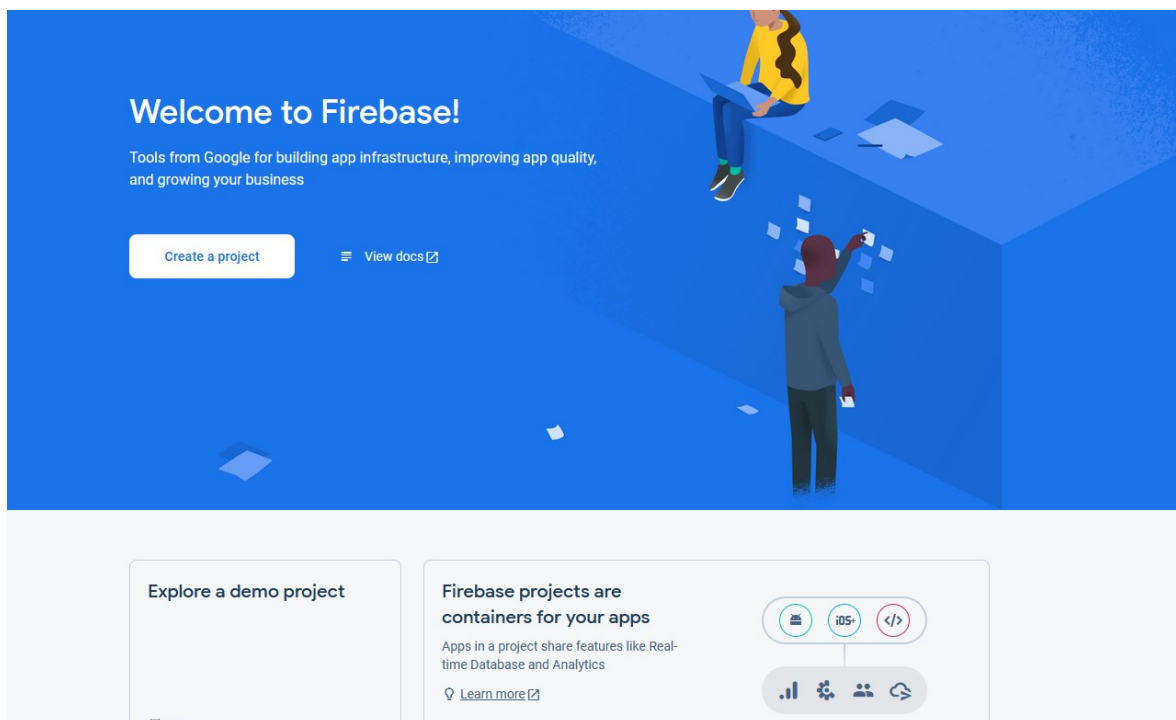 Welcome to Firebase!
Tools from Google for building app infrastructure, improving app quality,
and growing your business
Create a project
View docs
Explore a demo project
Firebase projects are
containers for your apps
Apps in a project share features like Real-
time Database and Analytics
Learn more
iOS+